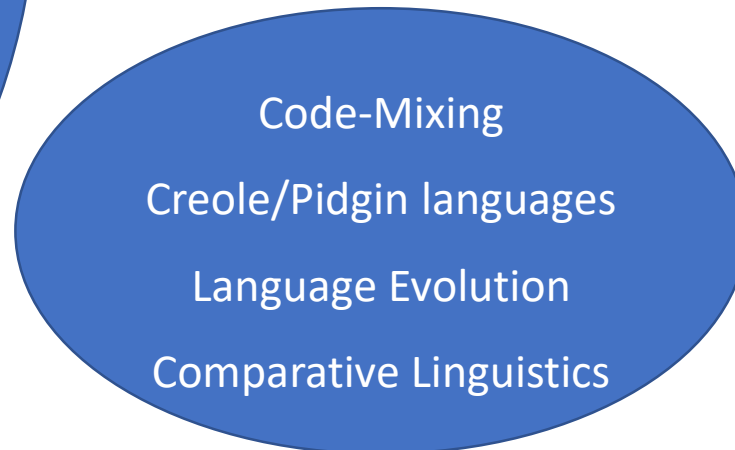 Code-Mixing
Creole/Pidgin languages
Language Evolution
Comparative Linguistics